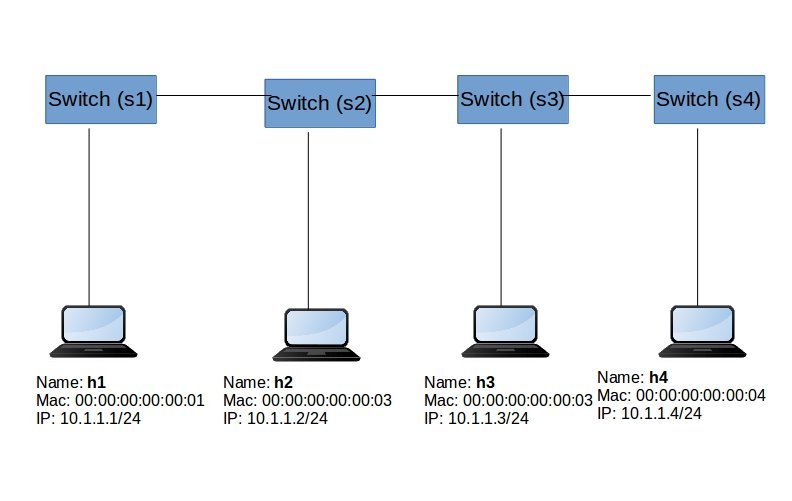 Switch (s1)
Switch (s2)
Switch (s3)
Switch (s4)
Name: h1
Mac: 00:00:00:00:00:01
IP: 10.1.1.1/24
Name: h2
Mac: 00:00:00:00:00:03
IP: 10.1.1.2/24
Name: h3
Mac: 00:00:00:00:00:03
IP: 10.1.1.3/24
Name: h4
Mac: 00:00:00:00:00:04
IP: 10.1.1.4/24